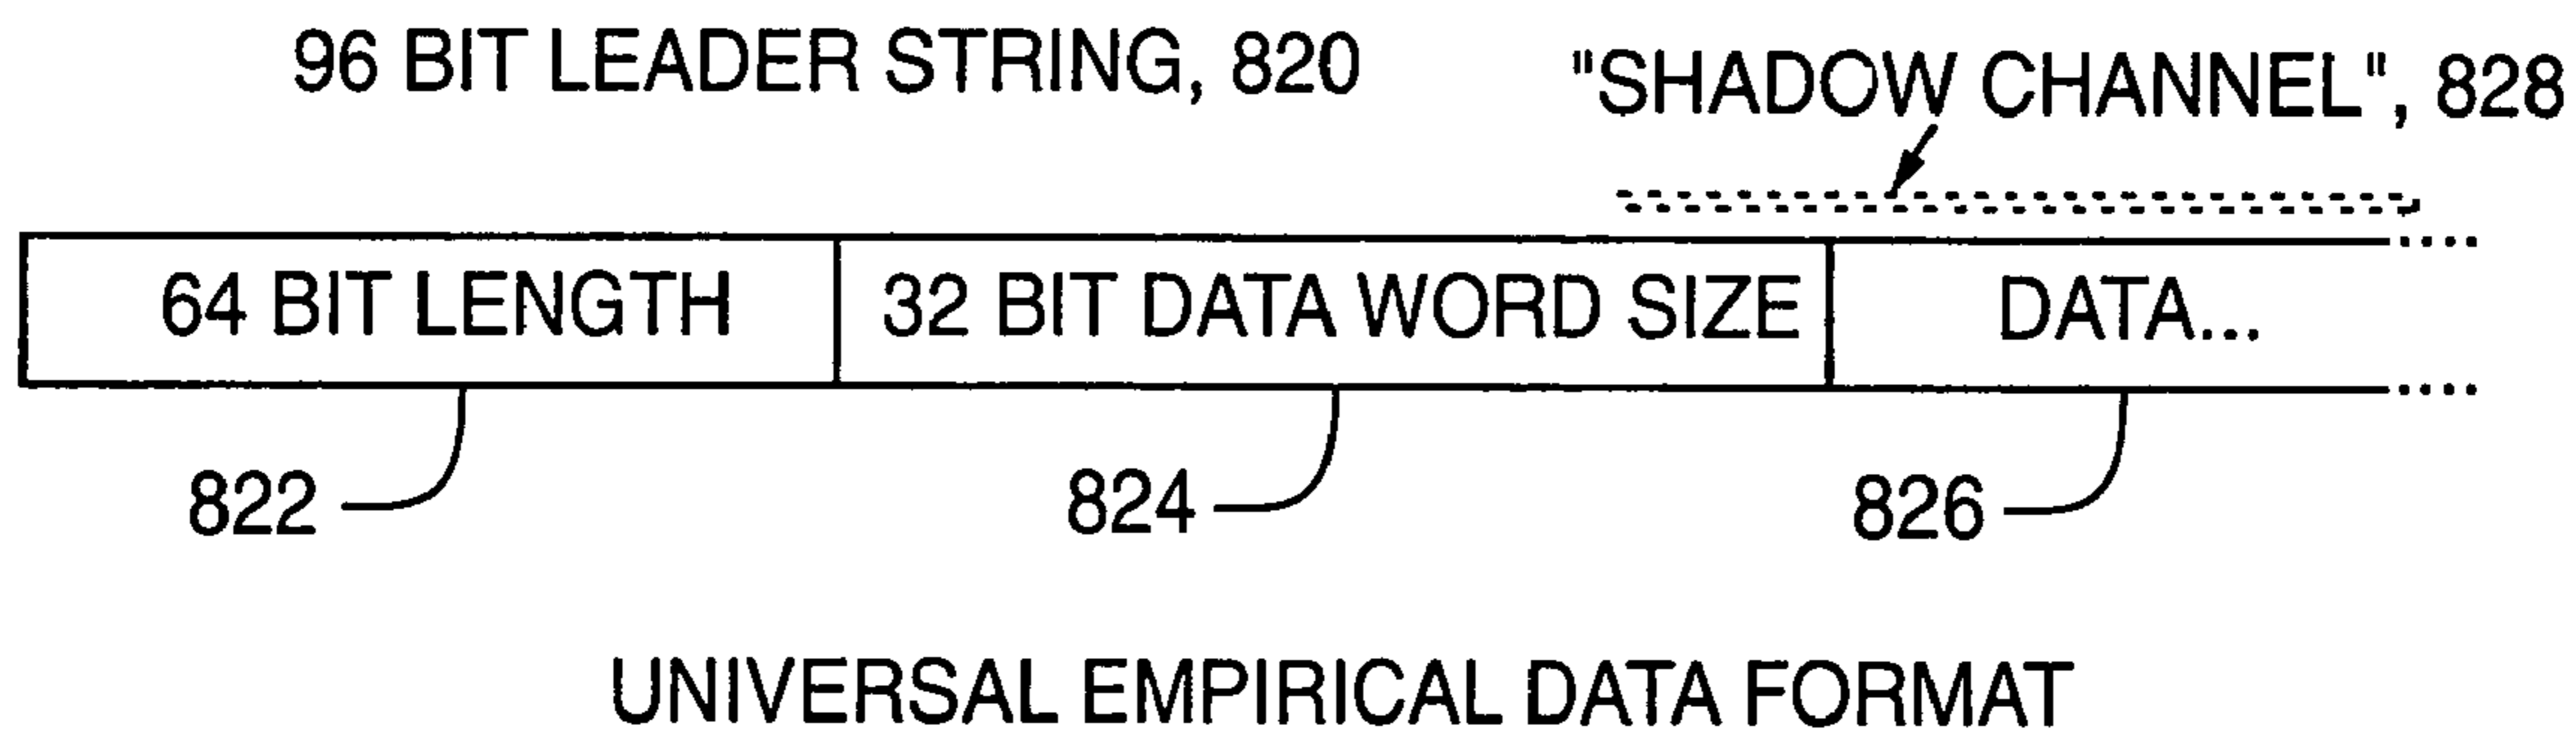 96 BIT LEADER STRING, 820
"SHADOW CHANNEL", 828
64 BIT LENGTH
32 BIT DATA WORD SIZE
DATA...
822
824
826
UNIVERSAL EMPIRICAL DATA FORMAT